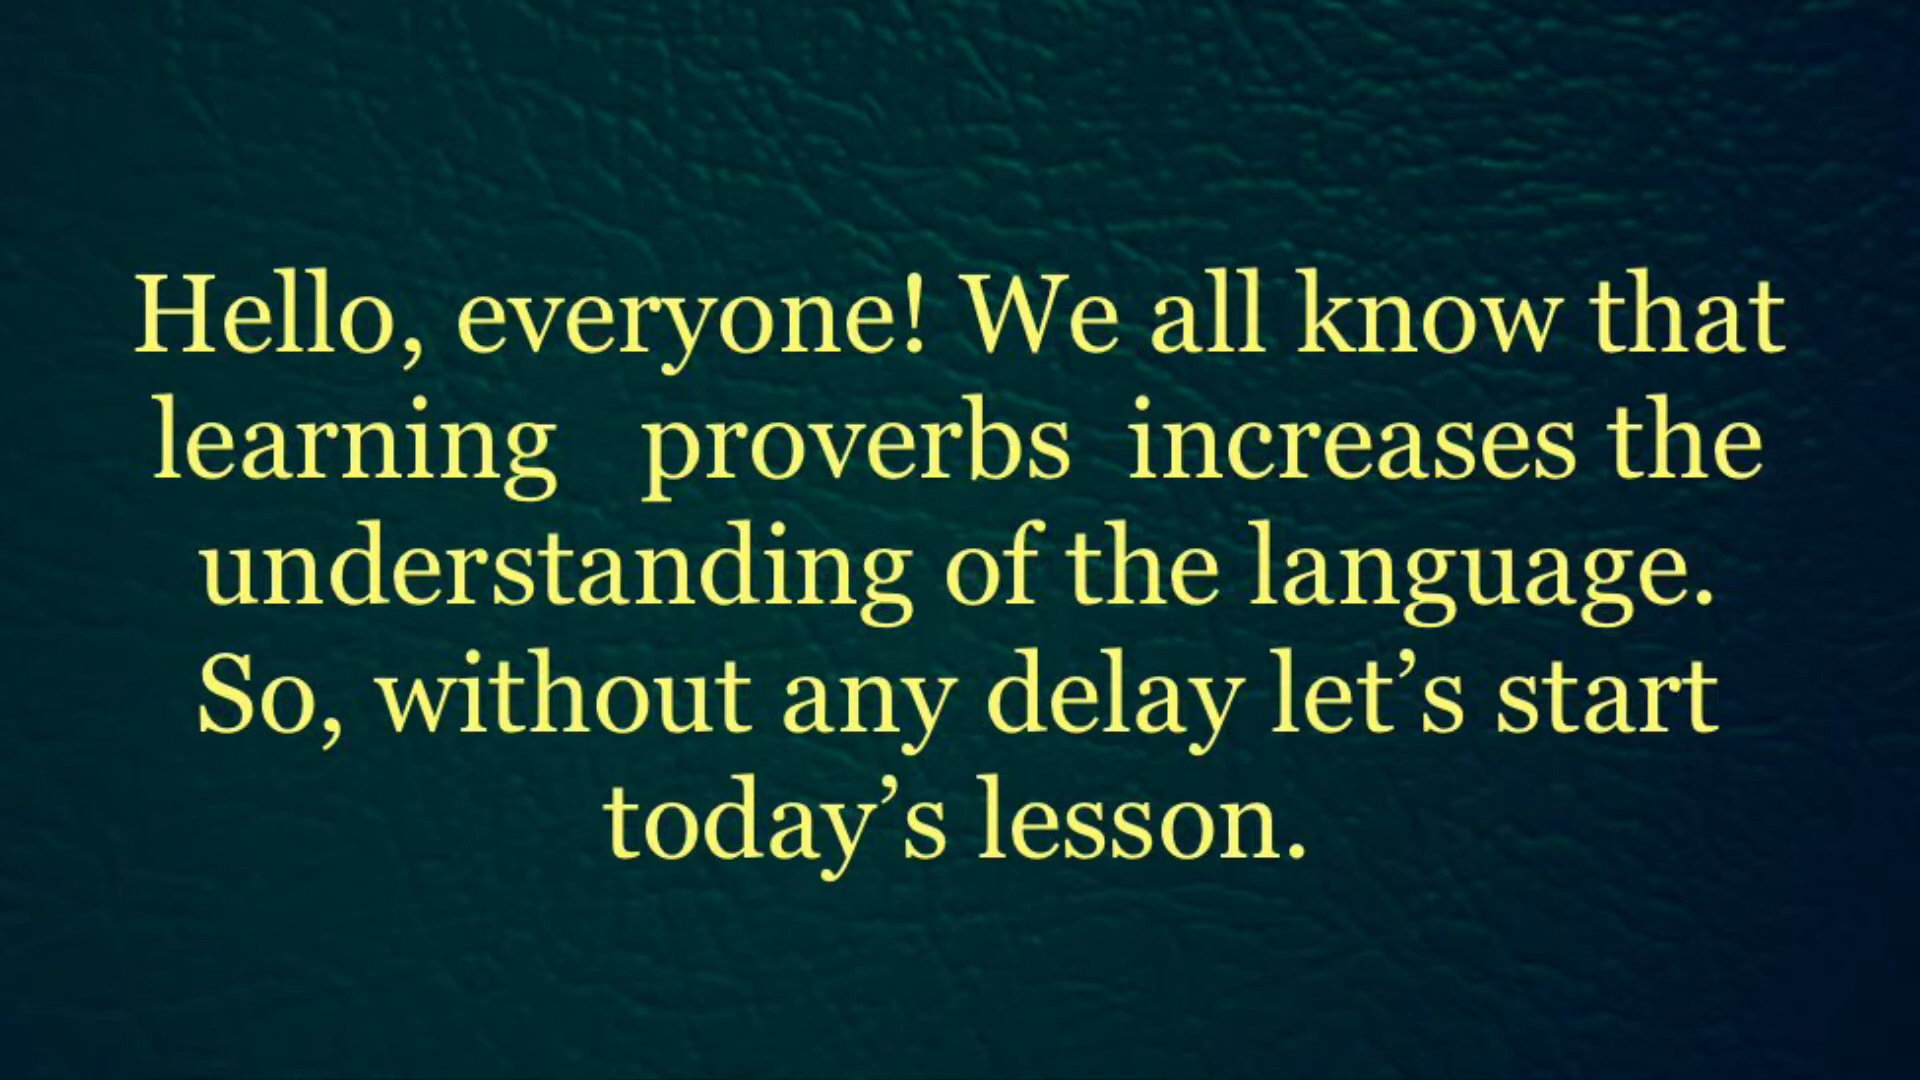 Hello, everyone! We all know that
learning proverbs increases the
understanding of the language.
So, without any delay let’s start
today’s lesson.